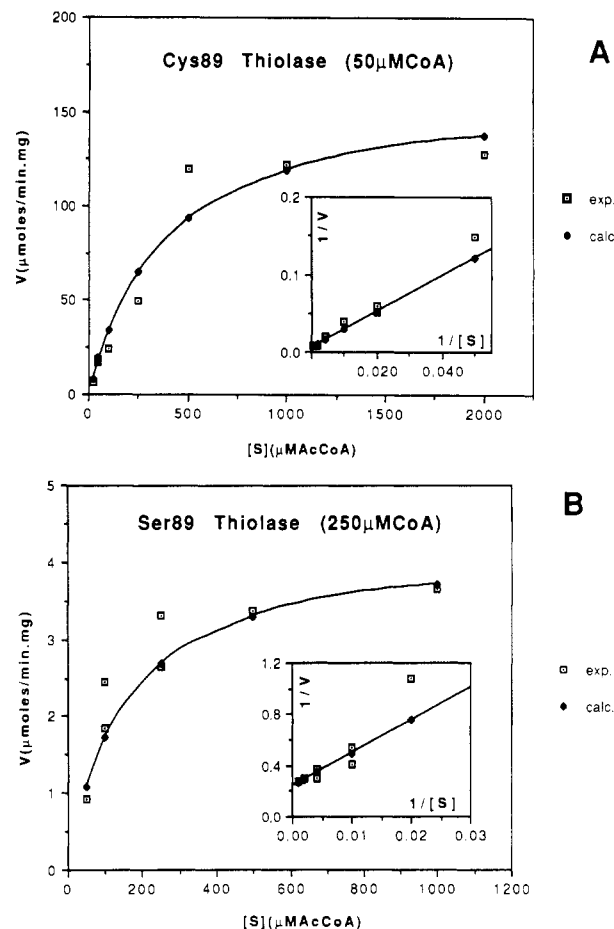 A
Cys89 Thiolase (50µMCoA)
V(µmoles/min.mg)
200
150
100
50
0
0 500 1000 1500 2000
[S](µMAcCoA)
1/V
0.2
0.1
0.0
0.020 0.040
1/[S]
exp.
calc.
B
Ser89 Thiolase (250µMCoA)
V(µmoles/min.mg)
5
4
3
2
1
0
0 200 400 600 800 1000 1200
[S](µMAcCoA)
1/V
1.2
0.8
0.4
0.0
0.00 0.01 0.02 0.03
1/[S]
exp.
calc.